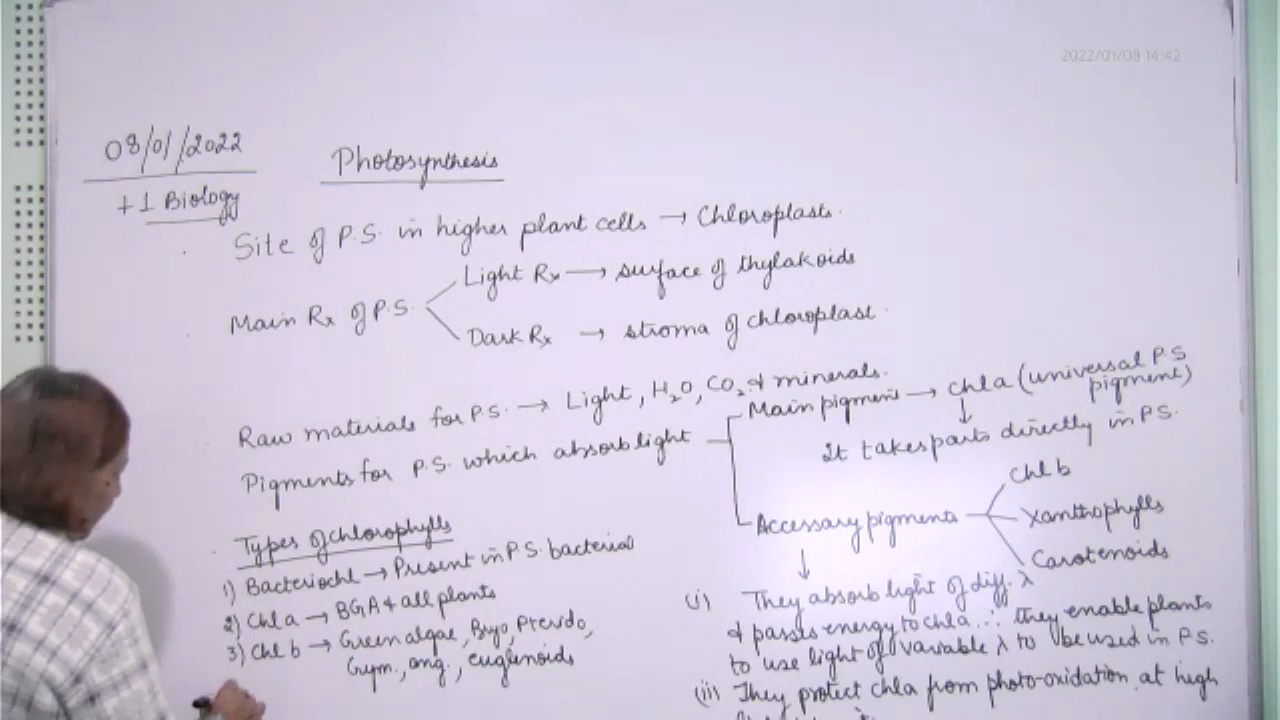 2022/01/08 14:42
08/01/2022
+1 Biology
Photosynthesis
Site of P.S. in higher plant cells → Chloroplasts.
Main Rx of P.S.
Light Rx → surface of thylakoids
Dark Rx → stroma of chloroplast.
Raw materials for P.S. → Light, H₂O, CO₂ & minerals.
Pigments for P.S. which absorb light
Main pigment → chl a (universal P.S.
pigment)
↓
It takes parts directly in P.S.
Accessary pigments
Chl b
Xanthophylls
Carotenoids
↓
(i) They absorb light of diff. λ
& passes energy to chl a ∴ they enable plants
to use light of variable λ to be used in P.S.
(ii) They protect chl a from photo-oxidation at high
Types of chlorophylls
1) Bacteriochl → Present in P.S. bacteria
2) Chl a → BGA & all plants
3) Chl b → Green algae, Bryo, Pterido,
Gym., ang., euglenoids